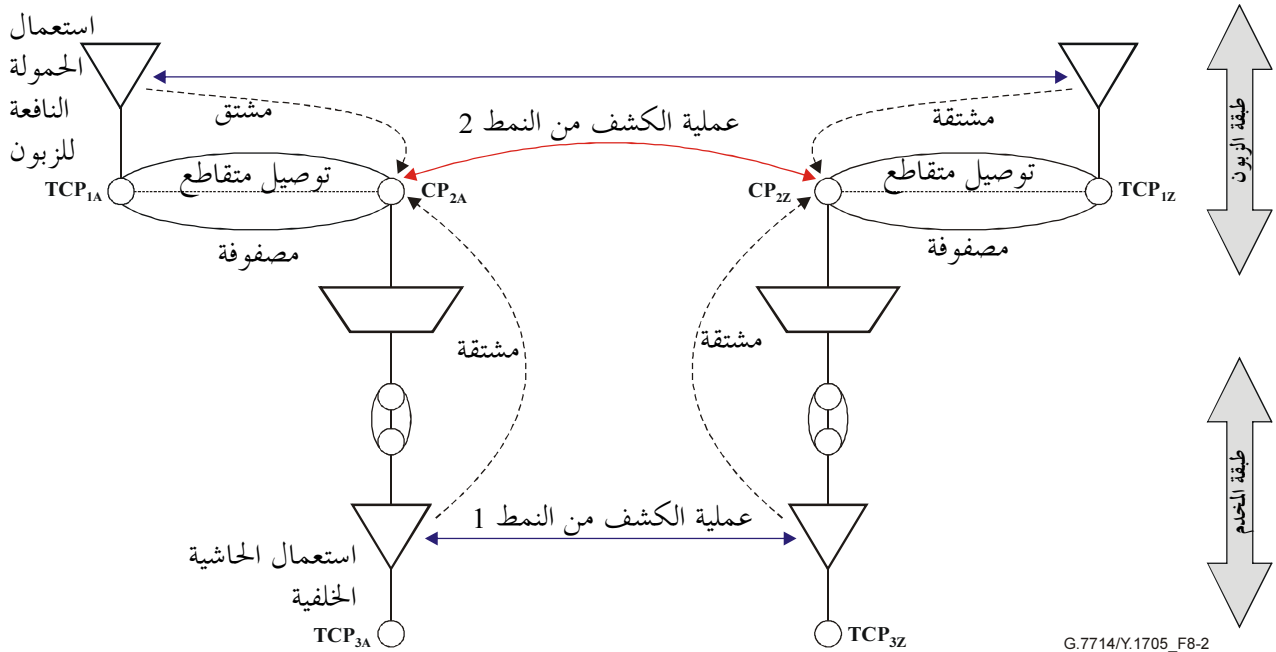 استعمال
الحمولة
النافعة
للزبون
مشتق
عملية الكشف من النمط 2
مشتقة
TCP1A
توصيل متقاطع
CP2A
CP2Z
توصيل متقاطع
TCP1Z
مصفوفة
مصفوفة
طبقة الزبون
مشتقة
مشتقة
عملية الكشف من النمط 1
استعمال الحاشية
الخلفية
طبقة المخدم
TCP3A
TCP3Z
G.7714/Y.1705_F8-2